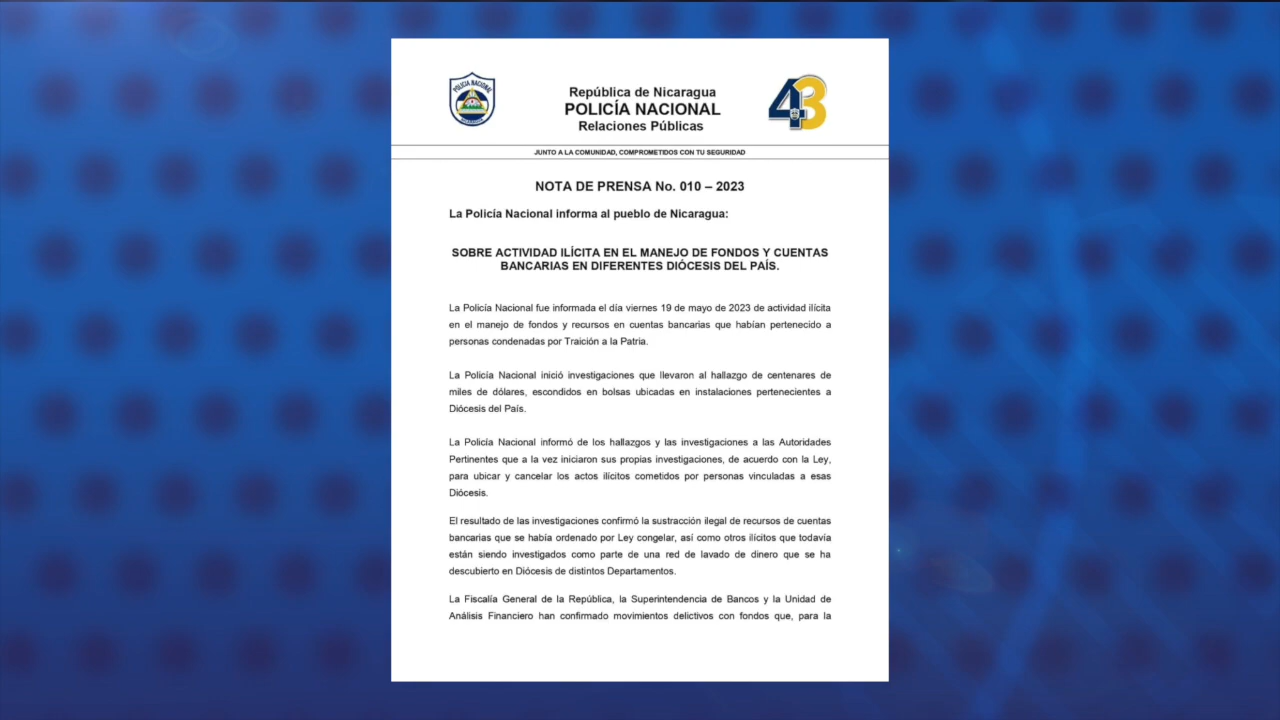 POLICIA NACIONAL
43
República de Nicaragua
POLICÍA NACIONAL
Relaciones Públicas
JUNTO A LA COMUNIDAD, COMPROMETIDOS CON TU SEGURIDAD
NOTA DE PRENSA No. 010 – 2023
La Policía Nacional informa al pueblo de Nicaragua:
SOBRE ACTIVIDAD ILÍCITA EN EL MANEJO DE FONDOS Y CUENTAS
BANCARIAS EN DIFERENTES DIÓCESIS DEL PAÍS.
La Policía Nacional fue informada el día viernes 19 de mayo de 2023 de actividad ilícita
en el manejo de fondos y recursos en cuentas bancarias que habían pertenecido a
personas condenadas por Traición a la Patria.
La Policía Nacional inició investigaciones que llevaron al hallazgo de centenares de
miles de dólares, escondidos en bolsas ubicadas en instalaciones pertenecientes a
Diócesis del País.
La Policía Nacional informó de los hallazgos y las investigaciones a las Autoridades
Pertinentes que a la vez iniciaron sus propias investigaciones, de acuerdo con la Ley,
para ubicar y cancelar los actos ilícitos cometidos por personas vinculadas a esas
Diócesis.
El resultado de las investigaciones confirmó la sustracción ilegal de recursos de cuentas
bancarias que se había ordenado por Ley congelar, así como otros ilícitos que todavía
están siendo investigados como parte de una red de lavado de dinero que se ha
descubierto en Diócesis de distintos Departamentos.
La Fiscalía General de la República, la Superintendencia de Bancos y la Unidad de
Análisis Financiero han confirmado movimientos delictivos con fondos que, para la